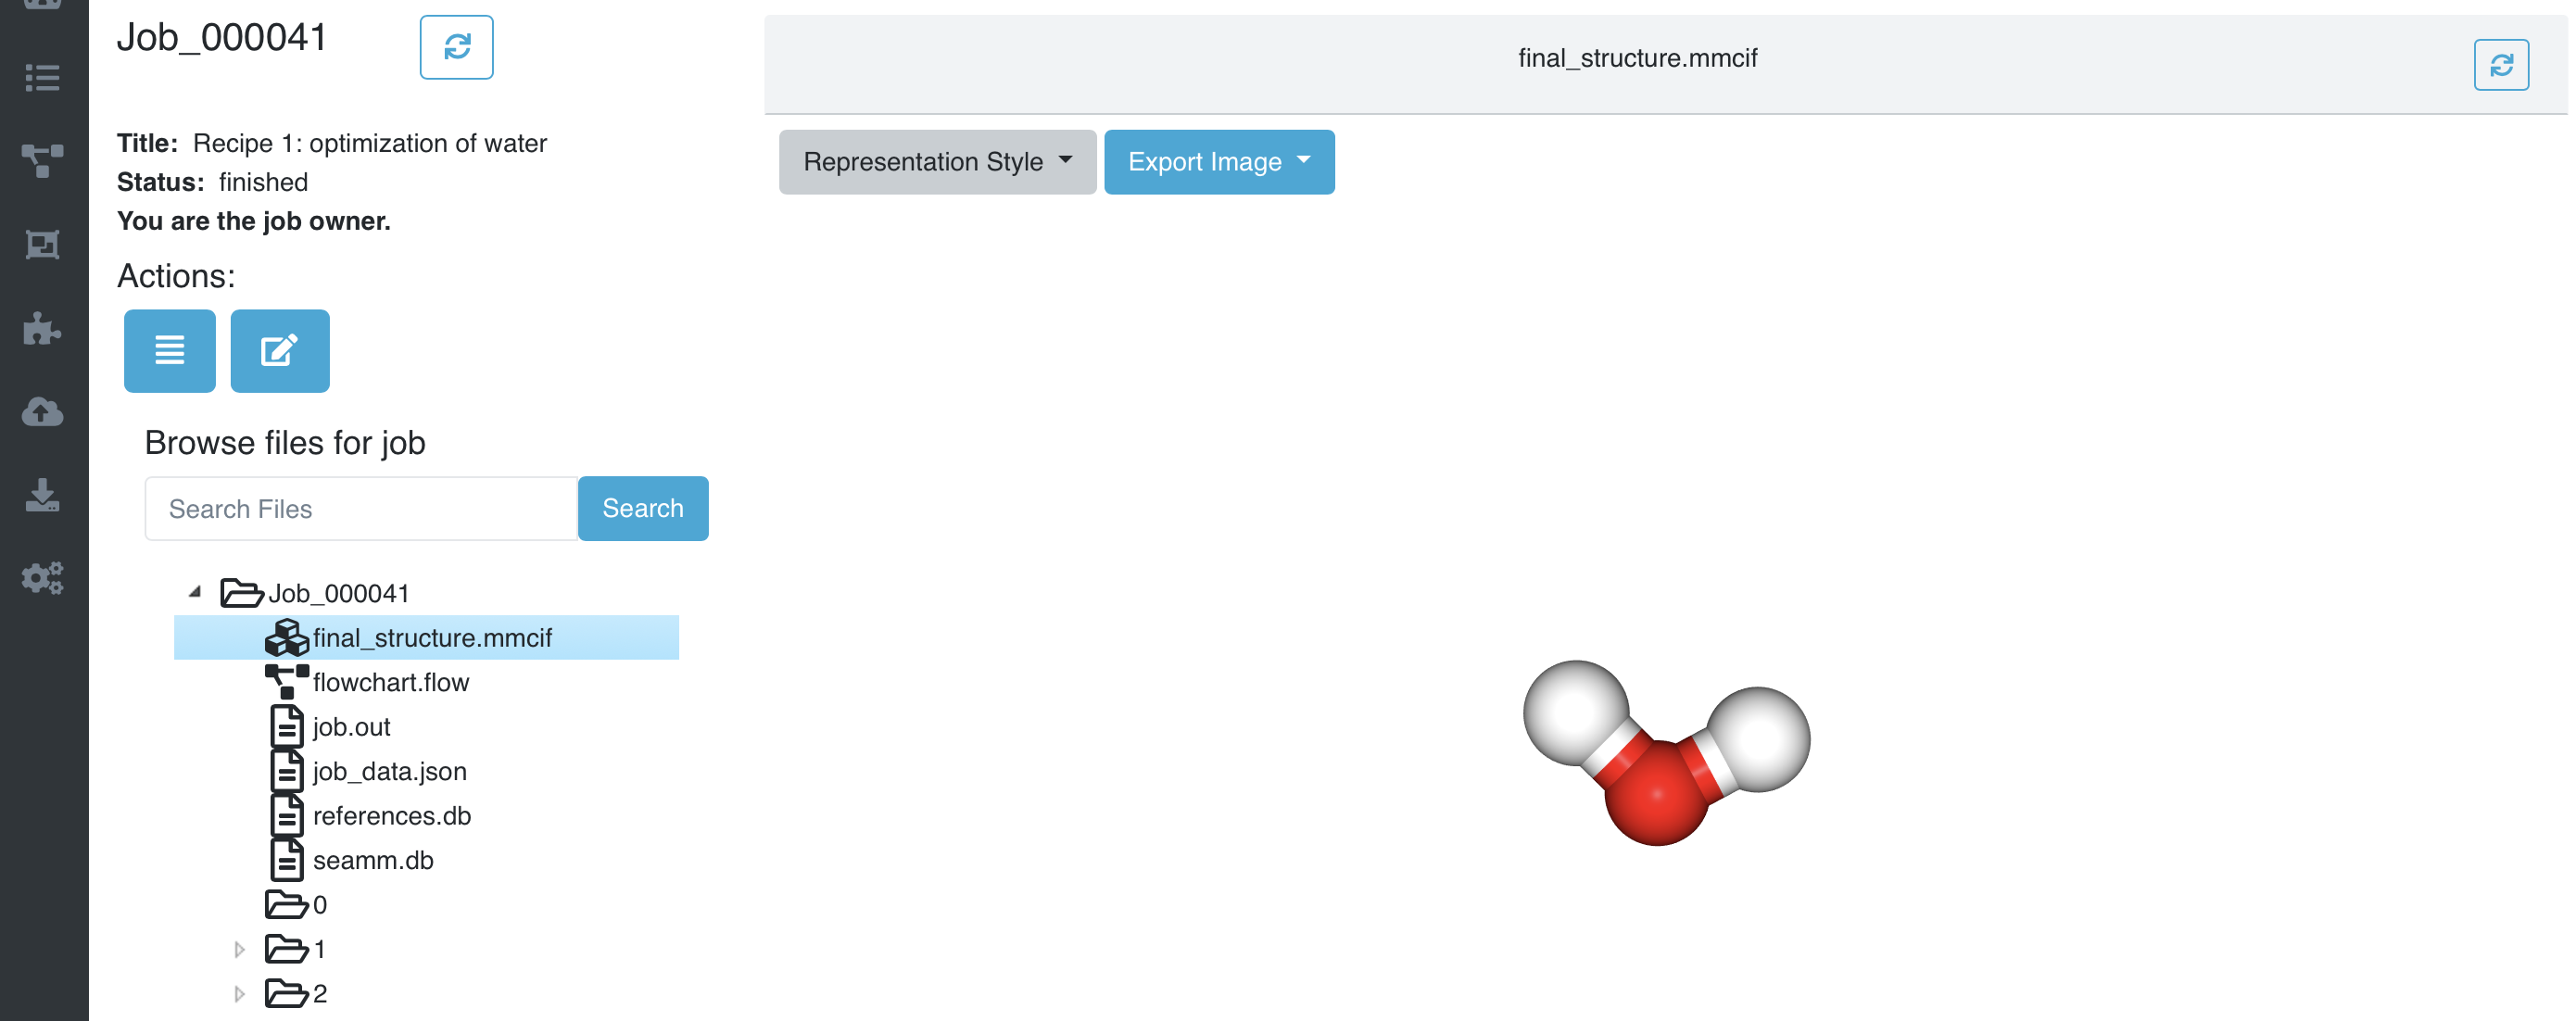 Job_000041
Title: Recipe 1: optimization of water
Status: finished
You are the job owner.
Actions:
Browse files for job
Search Files
Search
Job_000041
final_structure.mmcif
flowchart.flow
job.out
job_data.json
references.db
seamm.db
0
1
2
final_structure.mmcif
Representation Style
Export Image